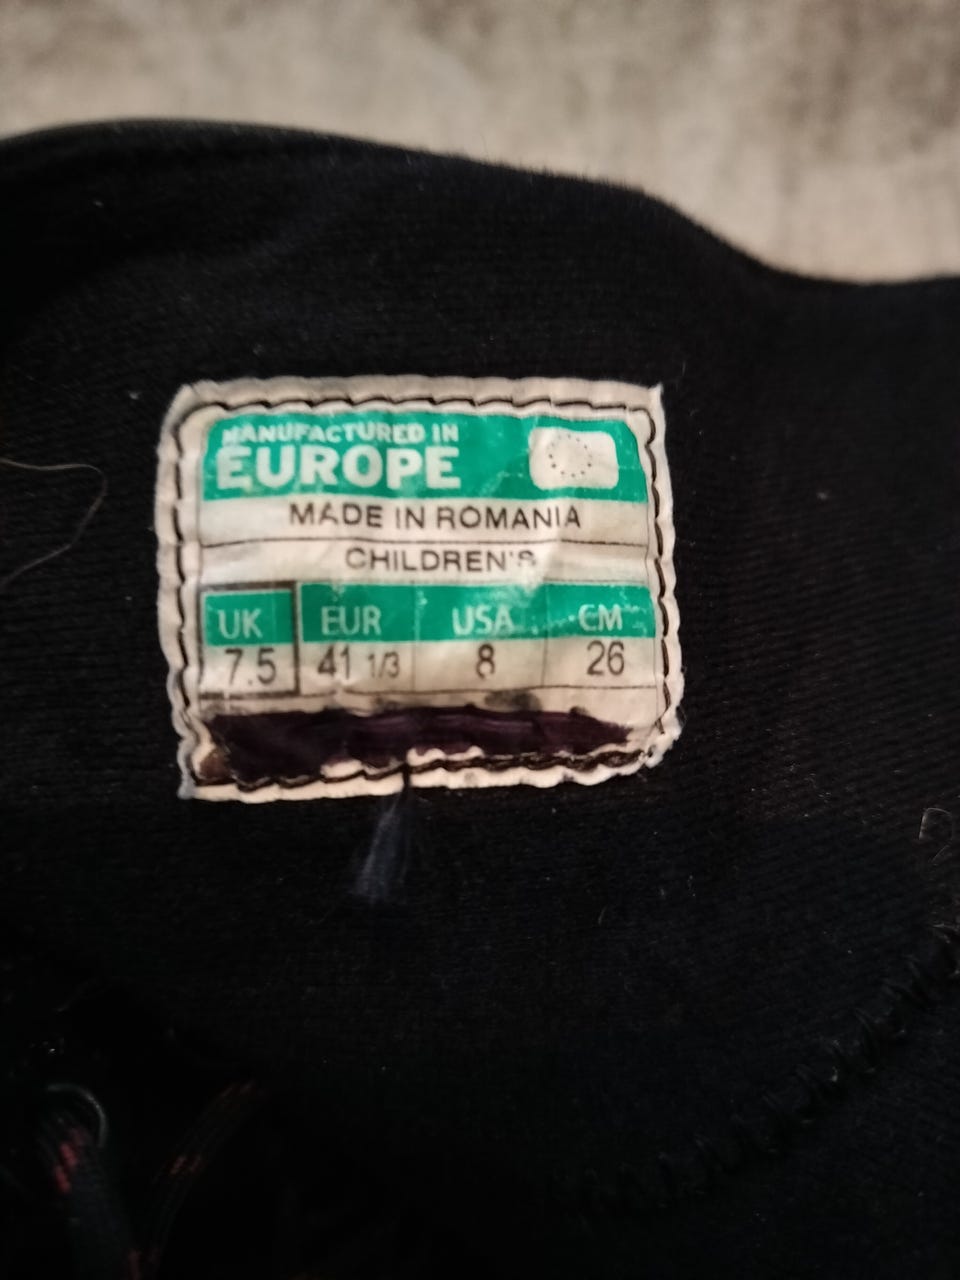 MANUFACTURED IN
EUROPE
MADE IN ROMANIA
CHILDREN'S
UK EUR USA CM
7.5 41 1/3 8 26